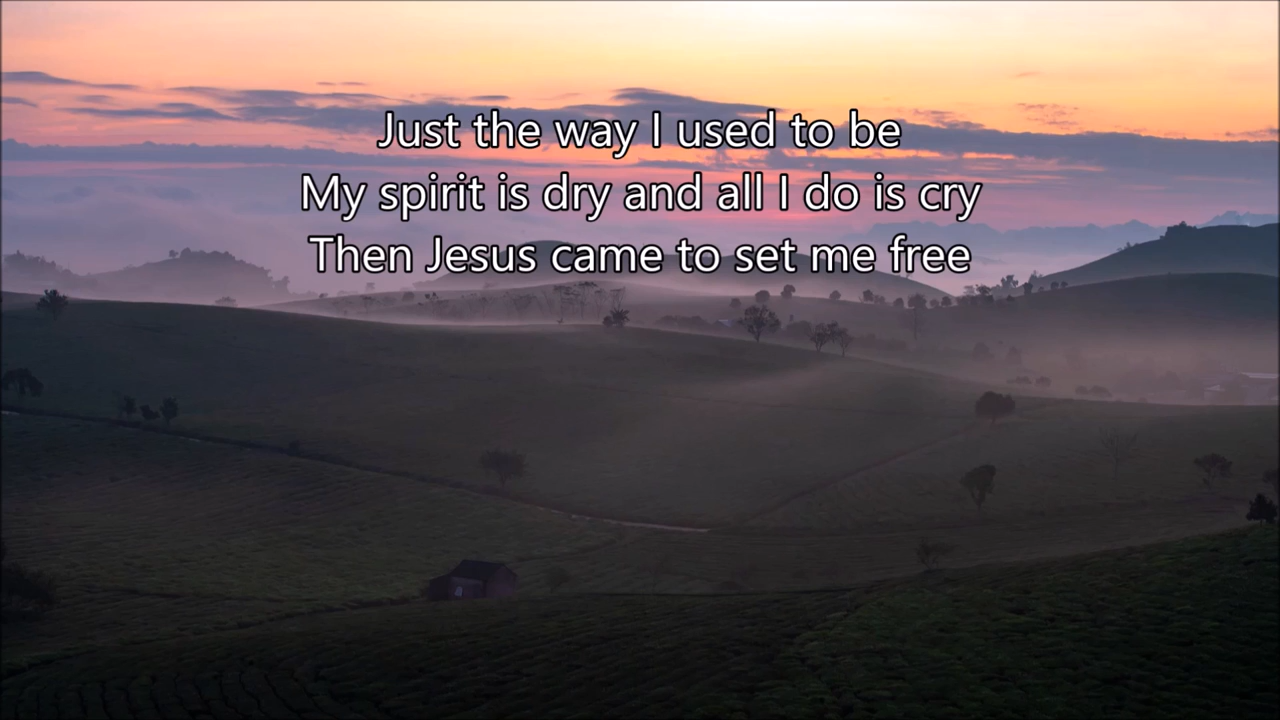 Just the way I used to be
My spirit is dry and all I do is cry
Then Jesus came to set me free